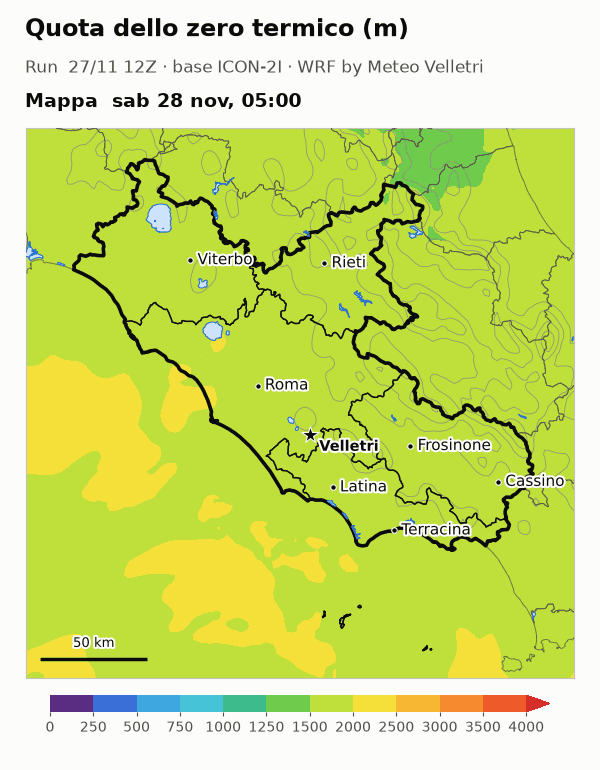 Quota dello zero termico (m)
Run  27/11 12Z · base ICON-2I · WRF by Meteo Velletri
Mappa  sab 28 nov, 05:00
Viterbo
Rieti
Roma
Velletri
Frosinone
Cassino
Latina
Terracina
50 km
0 250 500 750 1000 1250 1500 2000 2500 3000 3500 4000